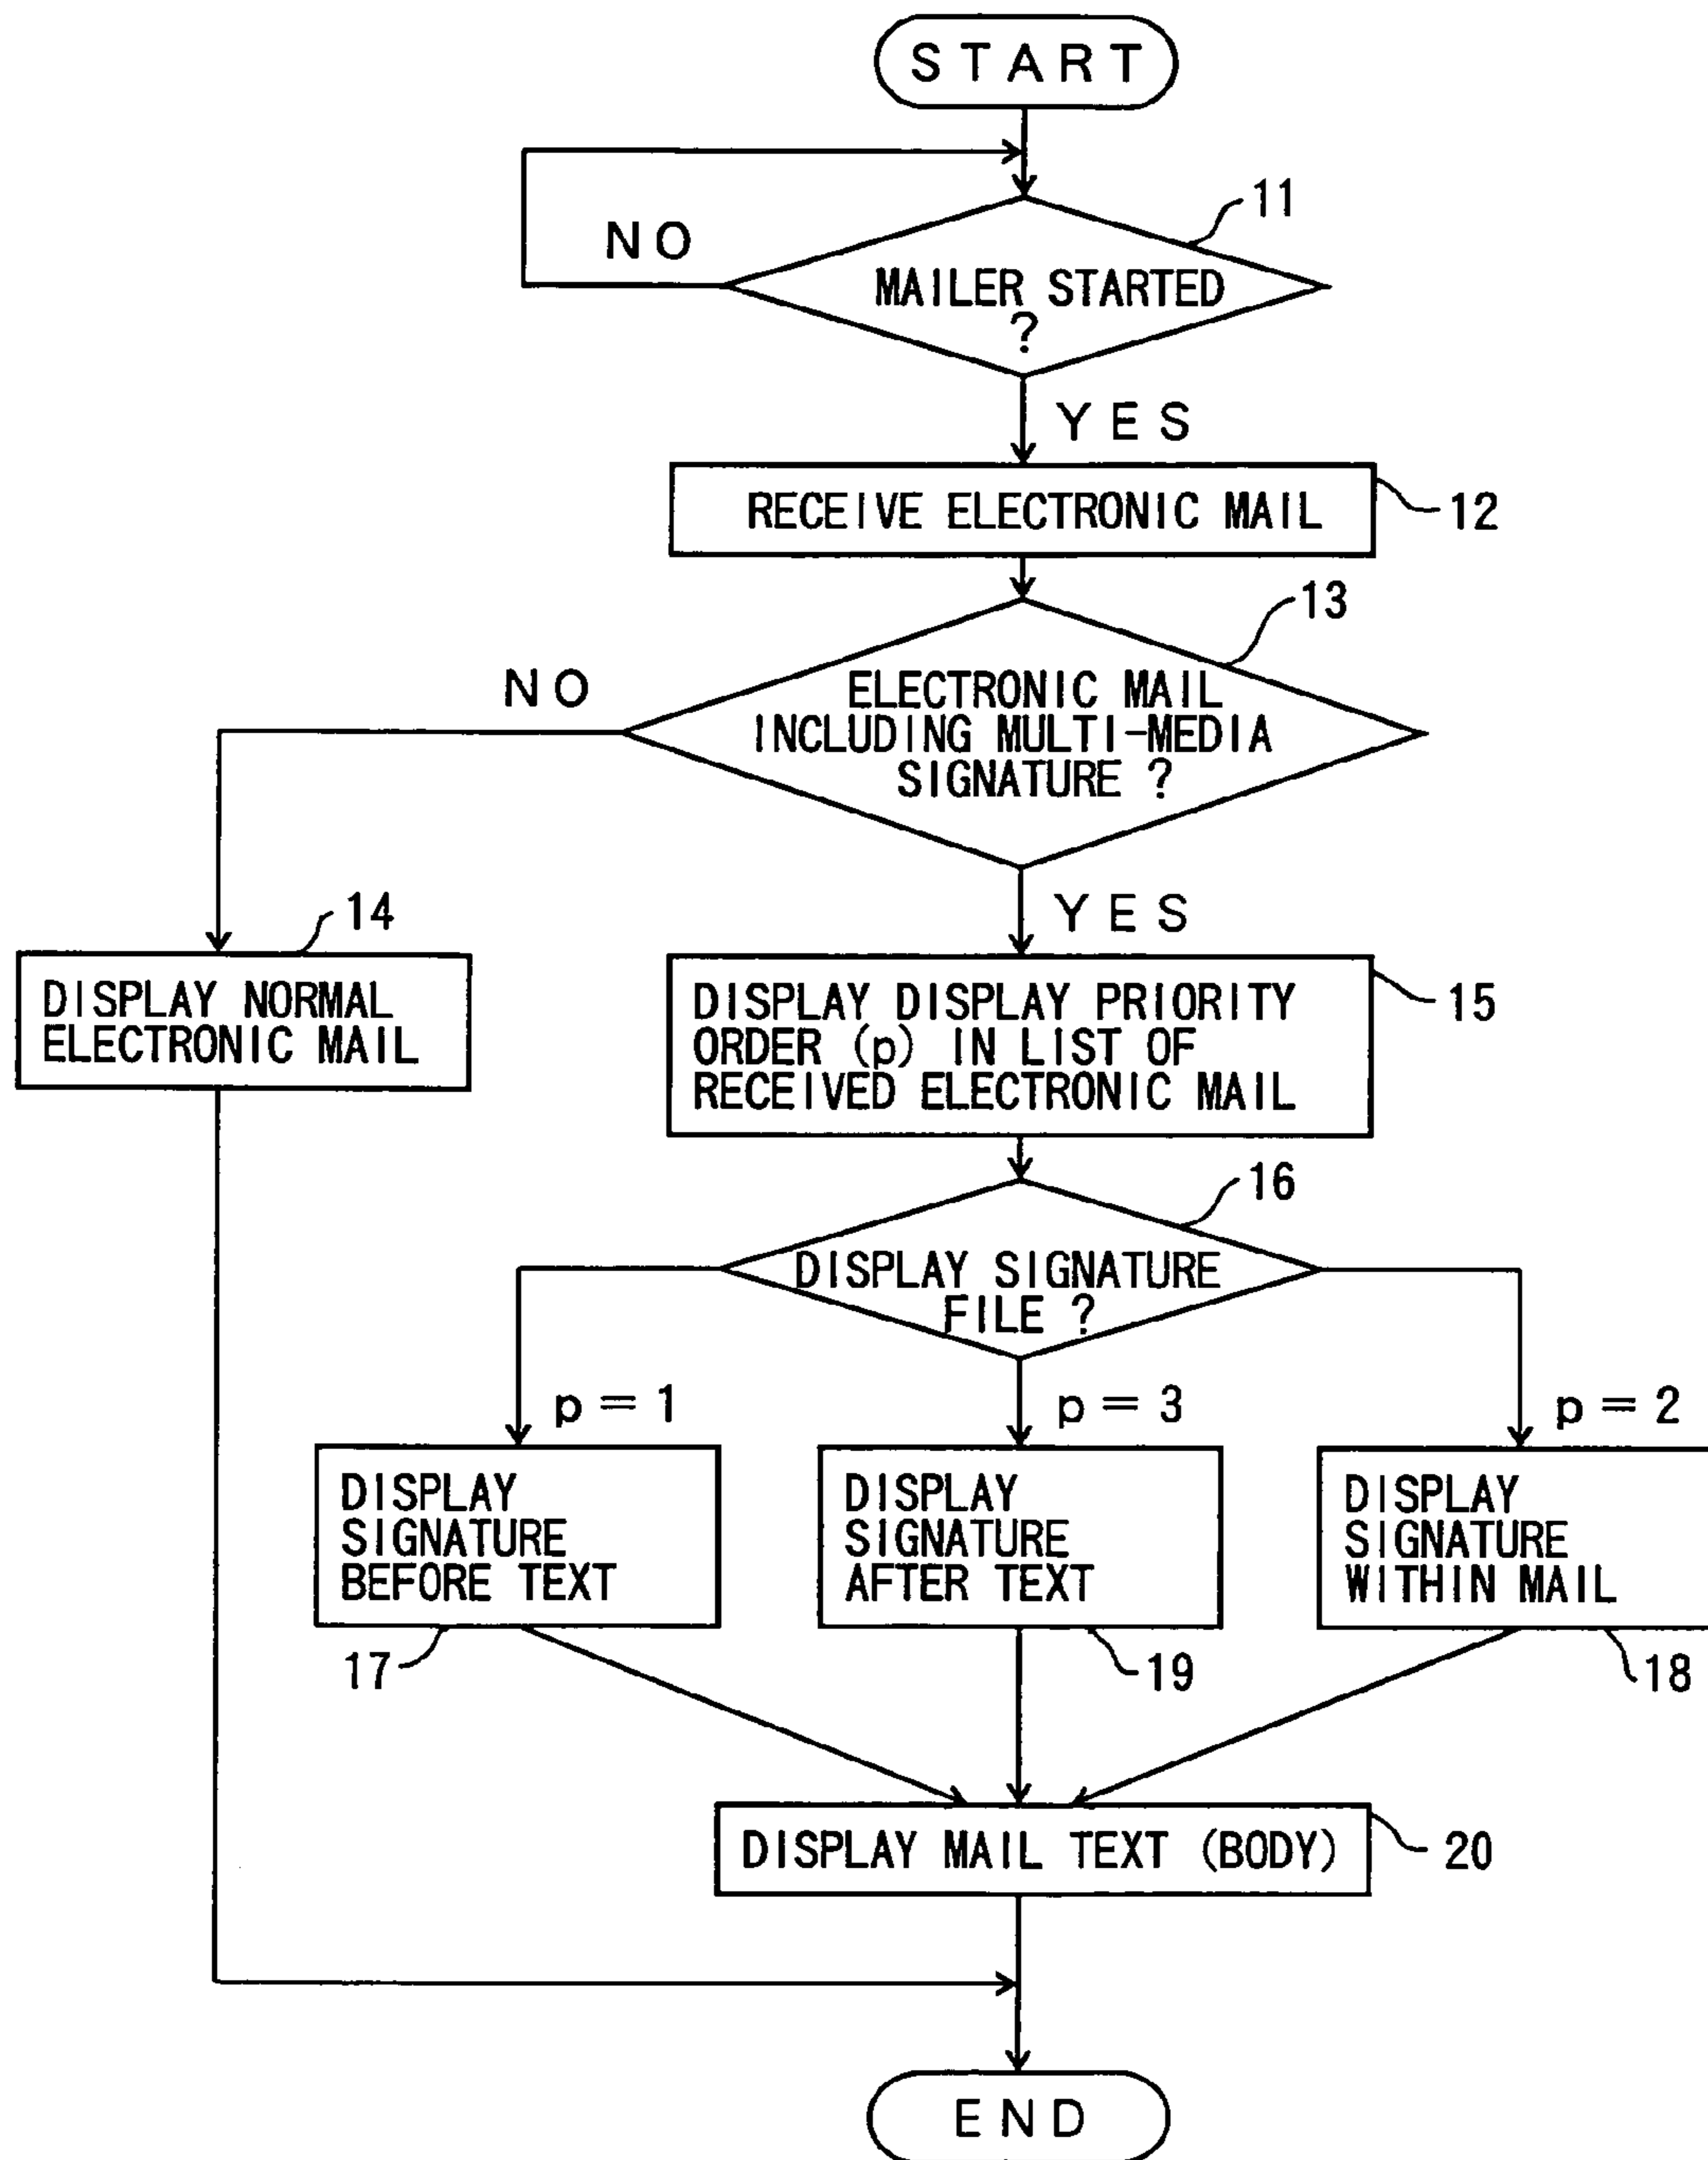 START
11
NO
MAILER STARTED
?
YES
RECEIVE ELECTRONIC MAIL
12
13
NO
ELECTRONIC MAIL
INCLUDING MULTI-MEDIA
SIGNATURE ?
YES
14
DISPLAY NORMAL
ELECTRONIC MAIL
15
DISPLAY DISPLAY PRIORITY
ORDER (p) IN LIST OF
RECEIVED ELECTRONIC MAIL
16
DISPLAY SIGNATURE
FILE ?
p = 1
p = 3
p = 2
DISPLAY
SIGNATURE
BEFORE TEXT
17
DISPLAY
SIGNATURE
AFTER TEXT
19
DISPLAY
SIGNATURE
WITHIN MAIL
18
DISPLAY MAIL TEXT (BODY)
20
END